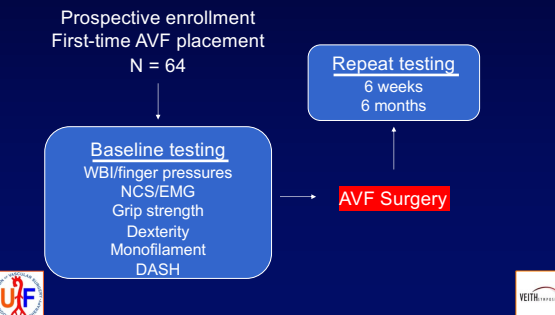 Prospective enrollment
First-time AVF placement
N = 64
Baseline testing
WBI/finger pressures
NCS/EMG
Grip strength
Dexterity
Monofilament
DASH
AVF Surgery
Repeat testing
6 weeks
6 months
UF
VEITH